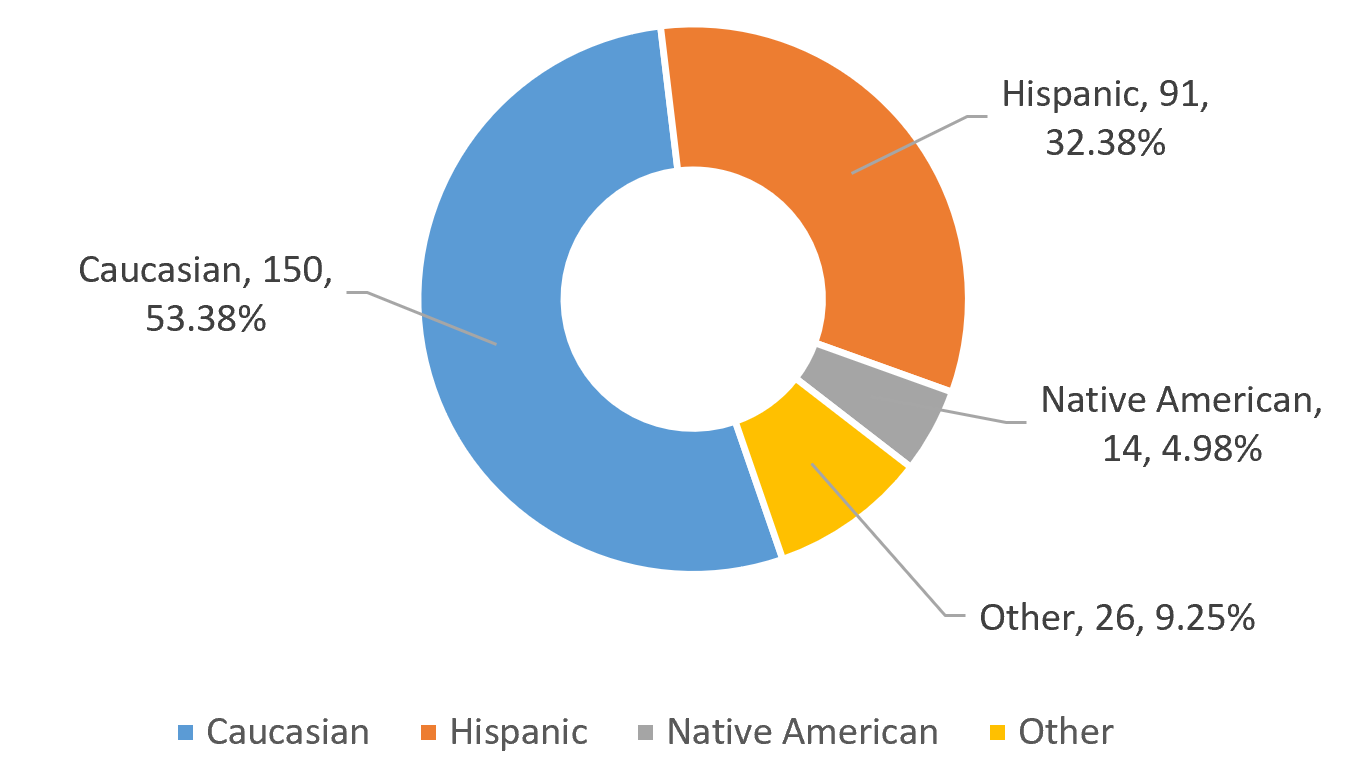 Hispanic, 91,
32.38%
Caucasian, 150,
53.38%
Native American,
14, 4.98%
Other, 26, 9.25%
Caucasian
Hispanic
Native American
Other